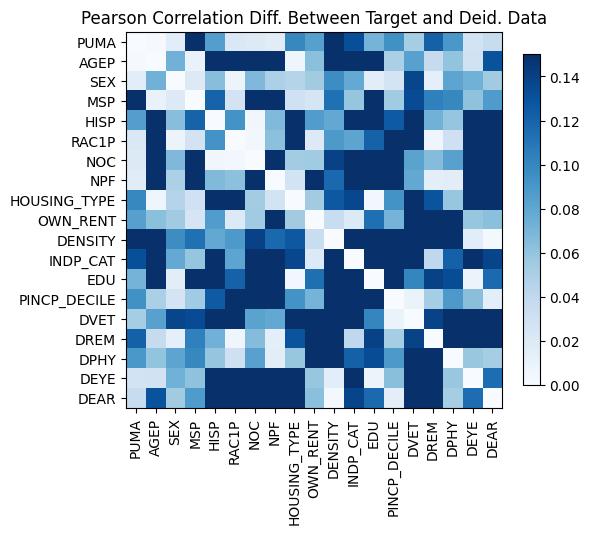 Pearson Correlation Diff. Between Target and Deid. Data
PUMA
AGEP
SEX
MSP
HISP
RAC1P
NOC
NPF
HOUSING_TYPE
OWN_RENT
DENSITY
INDP_CAT
EDU
PINCP_DECILE
DVET
DREM
DPHY
DEYE
DEAR
PUMA
AGEP
SEX
MSP
HISP
RAC1P
NOC
NPF
HOUSING_TYPE
OWN_RENT
DENSITY
INDP_CAT
EDU
PINCP_DECILE
DVET
DREM
DPHY
DEYE
DEAR
0.14
0.12
0.10
0.08
0.06
0.04
0.02
0.00